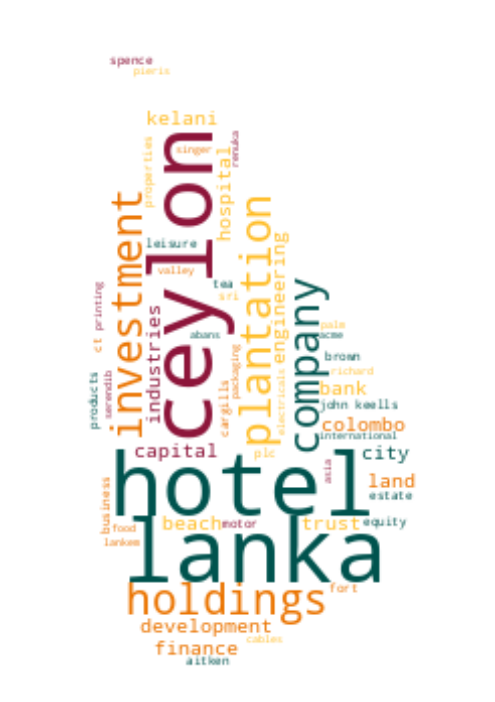 spence
pieris
kelani
singer
renuka
properties
hospital
ceylon
investment
plantation
leisure
valley
tea
sri
engineering
company
printing
ct
industries
abans
palm
acme
packaging
brown
richard
products
serendib
cargills
electricals
bank
john keells
colombo
international
capital
plc
city
asia
hotel
land
estate
business
food
beach
motor
trust
equity
lanka
lankem
holdings
fort
development
cables
finance
aitken